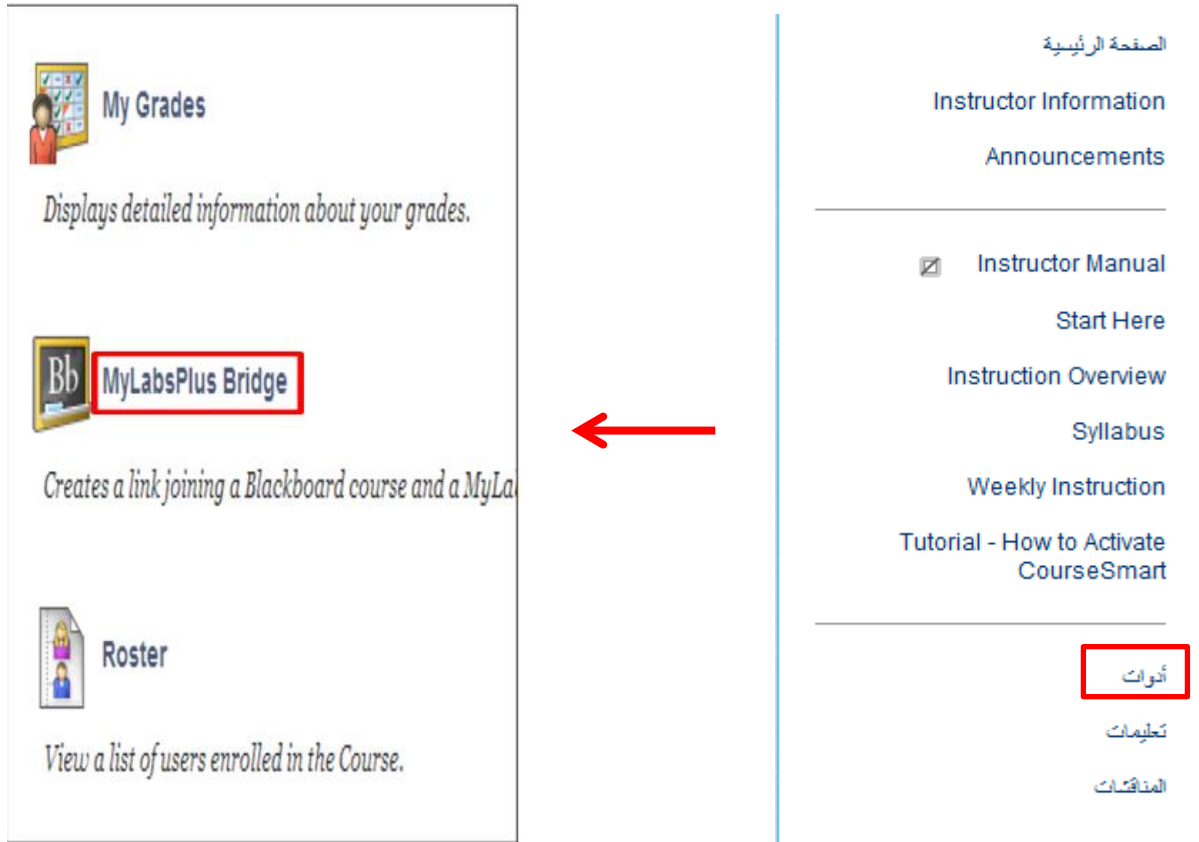 My Grades
Displays detailed information about your grades.
Bb
MyLabsPlus Bridge
Creates a link joining a Blackboard course and a MyLa
Roster
View a list of users enrolled in the Course.
الصفحة الرئيسية
Instructor Information
Announcements
Instructor Manual
Start Here
Instruction Overview
Syllabus
Weekly Instruction
Tutorial - How to Activate
CourseSmart
أدوات
تعليمات
المناقشات